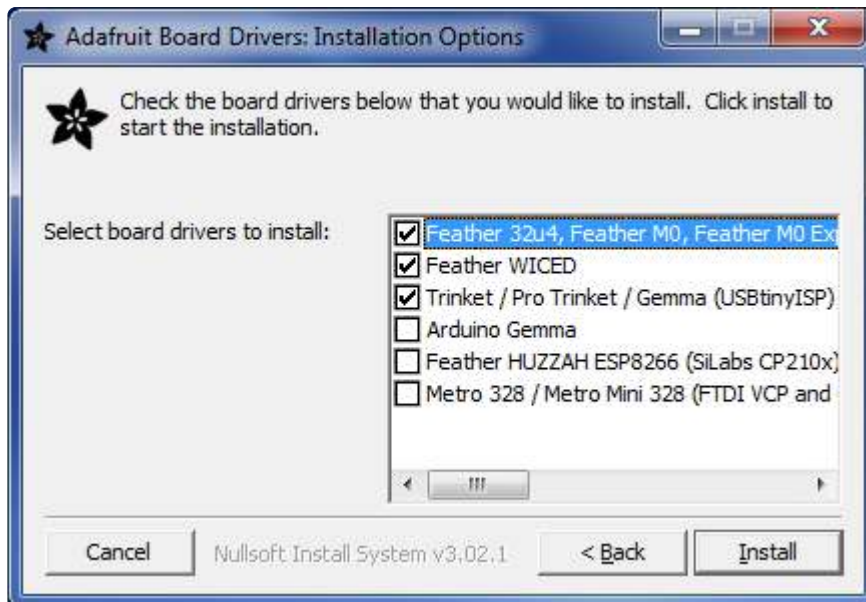 Adafruit Board Drivers: Installation Options
Check the board drivers below that you would like to install. Click install to
start the installation.
Select board drivers to install:
Feather 32u4, Feather M0, Feather M0
Feather WICED
Trinket / Pro Trinket / Gemma (USBtinyISP)
Arduino Gemma
Feather HUZZAH ESP8266 (SiLabs CP210x)
Metro 328 / Metro Mini 328 (FTDI VCP and
Cancel
Nullsoft Install System v3.02.1
< Back
Install